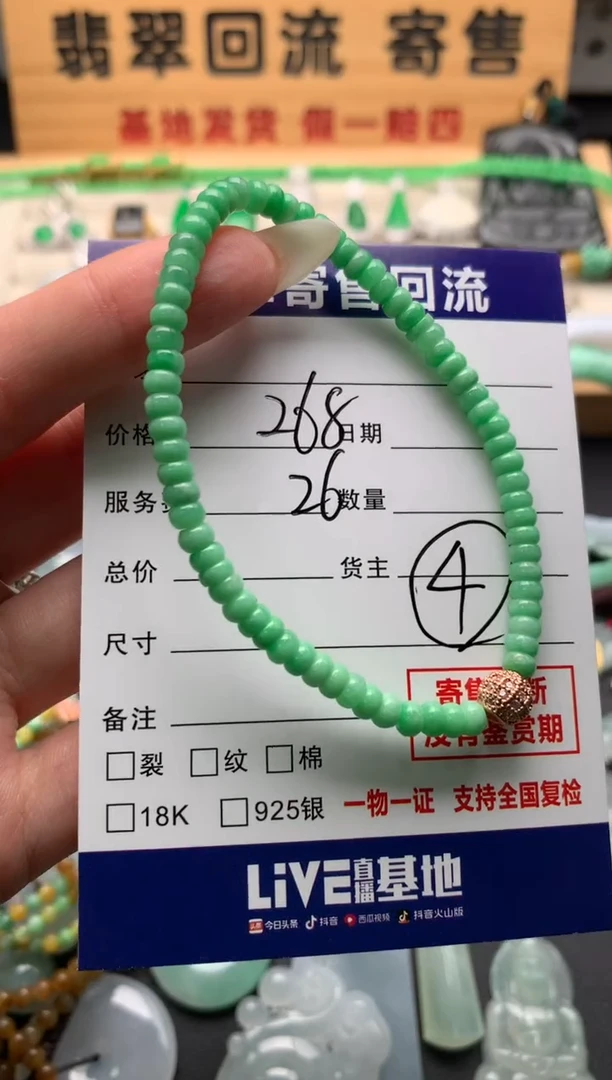 翡翠回流 寄售
基地发货 假一赔四
寄售回流
价格 268 日期
服务 26 数量
总价 货主 ④
尺寸
寄售 新
没有鉴赏期
备注
裂 纹 棉
18K 925银 一物一证 支持全国复检
LiVE直播基地
今日头条 抖音 西瓜视频 抖音火山版